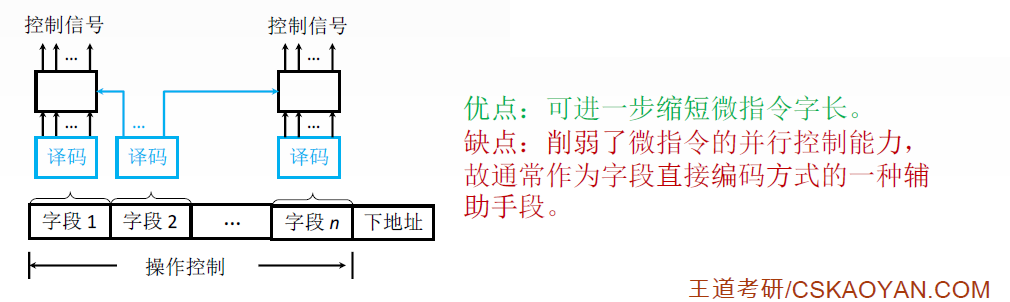 控制信号
控制信号
...
...
...
...
...
译码
译码
译码
优点：可进一步缩短微指令字长。
缺点：削弱了微指令的并行控制能力，
故通常作为字段直接编码方式的一种辅
助手段。
字段 1
字段 2
...
字段 n
下地址
操作控制
王道考研/CSKAOYAN.COM